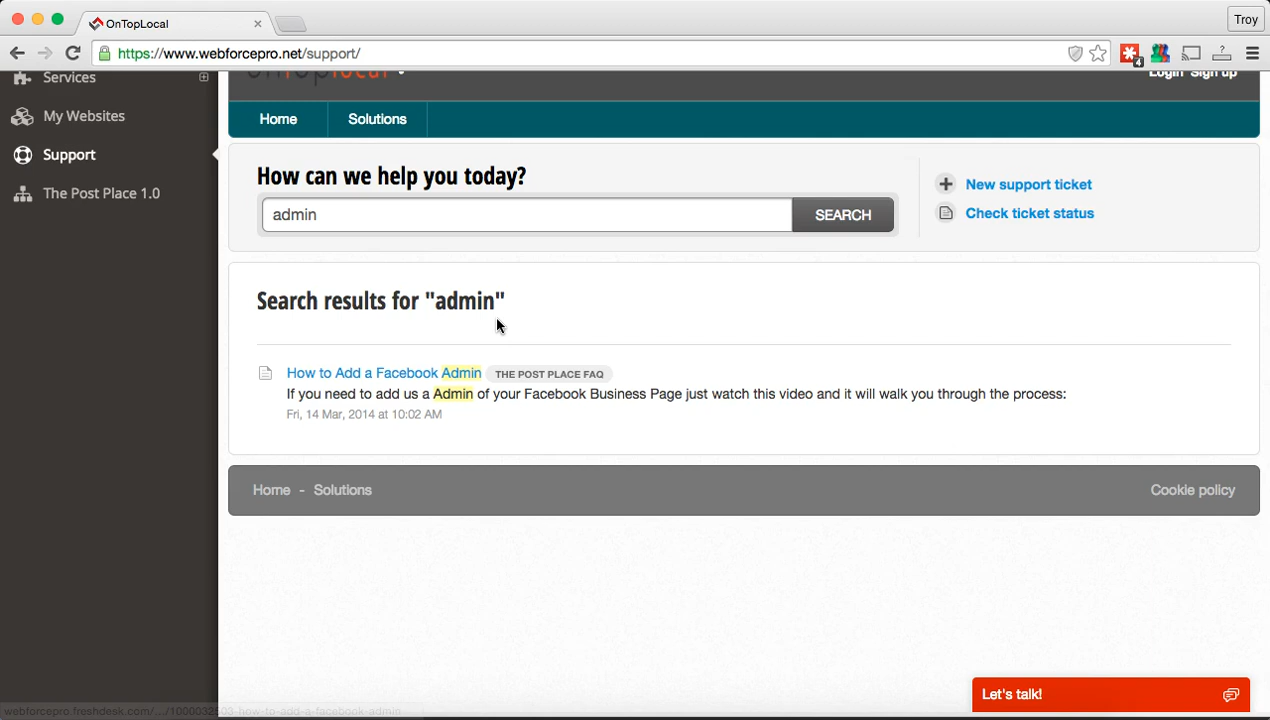 OnTopLocal
Troy
https://www.webforcepro.net/support/
4
Services
My Websites
Support
The Post Place 1.0
OnTopLocal
Login Sign up
Home
Solutions
How can we help you today?
admin
SEARCH
New support ticket
Check ticket status
Search results for "admin"
How to Add a Facebook Admin THE POST PLACE FAQ
If you need to add us a Admin of your Facebook Business Page just watch this video and it will walk you through the process:
Fri, 14 Mar, 2014 at 10:02 AM
Home - Solutions
Cookie policy
Let's talk!